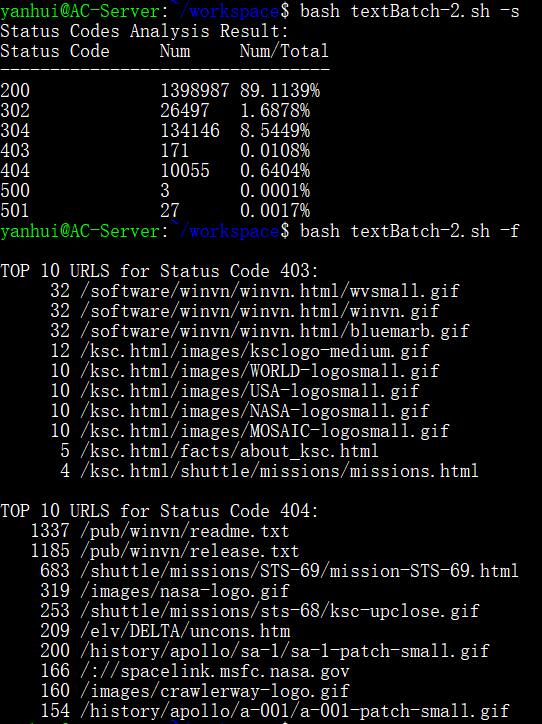 yanhui@AC-Server:~/workspace$ bash textBatch-2.sh -s
Status Codes Analysis Result:
Status Code     Num     Num/Total
---------------------------------
200             1398987 89.1139%
302             26497   1.6878%
304             134146  8.5449%
403             171     0.0108%
404             10055   0.6404%
500             3       0.0001%
501             27      0.0017%
yanhui@AC-Server:~/workspace$ bash textBatch-2.sh -f
TOP 10 URLS for Status Code 403:
     32 /software/winvn/winvn.html/wvsmall.gif
     32 /software/winvn/winvn.html/winvn.gif
     32 /software/winvn/winvn.html/bluemarb.gif
     12 /ksc.html/images/ksclogo-medium.gif
     10 /ksc.html/images/WORLD-logosmall.gif
     10 /ksc.html/images/USA-logosmall.gif
     10 /ksc.html/images/NASA-logosmall.gif
     10 /ksc.html/images/MOSAIC-logosmall.gif
      5 /ksc.html/facts/about_ksc.html
      4 /ksc.html/shuttle/missions/missions.html
TOP 10 URLS for Status Code 404:
   1337 /pub/winvn/readme.txt
   1185 /pub/winvn/release.txt
    683 /shuttle/missions/STS-69/mission-STS-69.html
    319 /images/nasa-logo.gif
    253 /shuttle/missions/sts-68/ksc-upclose.gif
    209 /elv/DELTA/uncons.htm
    200 /history/apollo/sa-1/sa-1-patch-small.gif
    166 /://spacelink.msfc.nasa.gov
    160 /images/crawlerway-logo.gif
    154 /history/apollo/a-001/a-001-patch-small.gif